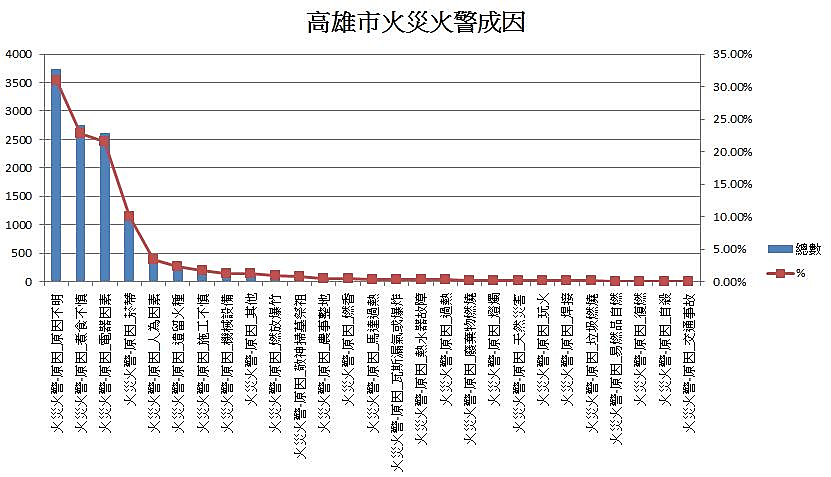 高雄市火災火警成因
4000
3500
3000
2500
2000
1500
1000
500
0
35.00%
30.00%
25.00%
20.00%
15.00%
10.00%
5.00%
0.00%
總數
%
火災火警-原因_原因不明
火災火警-原因_煮食不慎
火災火警-原因_電器因素
火災火警-原因_菸蒂
火災火警-原因_人為因素
火災火警-原因_遺留火種
火災火警-原因_施工不慎
火災火警-原因_機械設備
火災火警-原因_其他
火災火警-原因_燃放爆竹
火災火警-原因_敬神掃墓祭祖
火災火警-原因_農事整地
火災火警-原因_燃香
火災火警-原因_馬達過熱
火災火警-原因_瓦斯漏氣或爆炸
火災火警-原因_熱水器故障
火災火警-原因_過熱
火災火警-原因_廢棄物燃燒
火災火警-原因_燈燭
火災火警-原因_天然災害
火災火警-原因_玩火
火災火警-原因_焊接
火災火警-原因_垃圾燃燒
火災火警-原因_易燃品自燃
火災火警-原因_復燃
火災火警-原因_自殺
火災火警-原因_交通事故